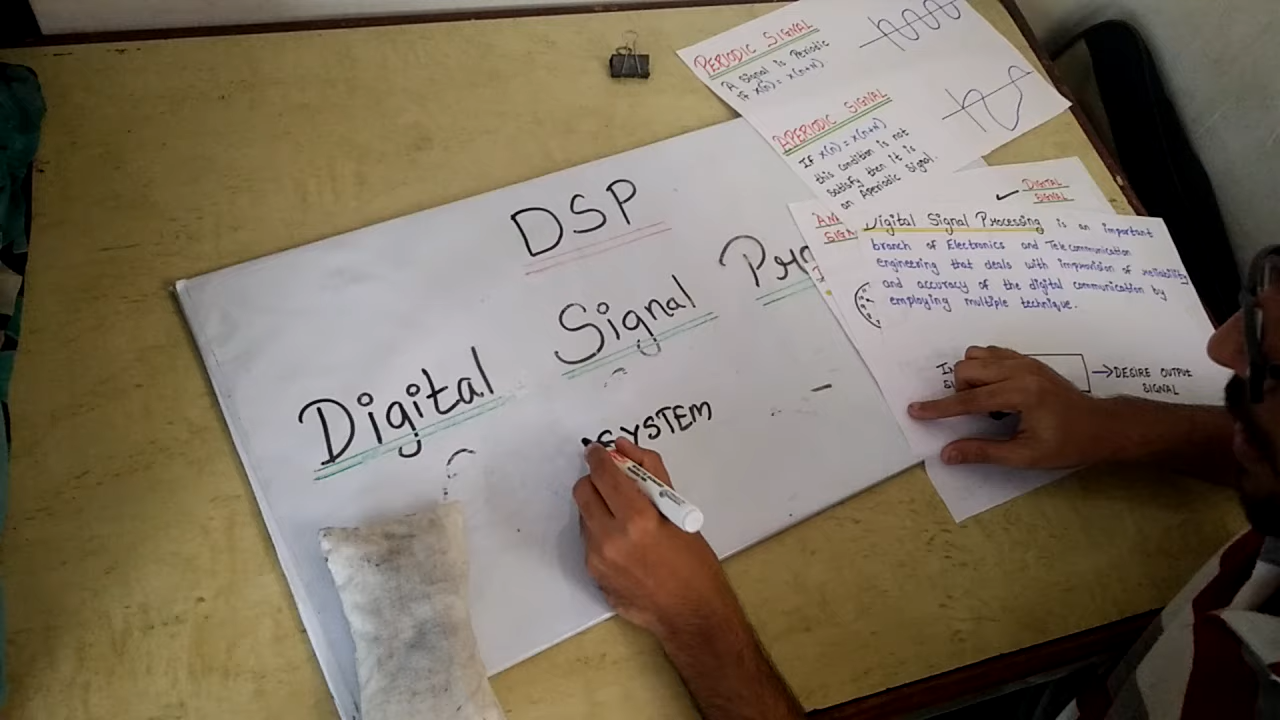 DSP
Digital Signal Pro
SYSTEM
PERIODIC SIGNAL
A Signal is Periodic
If x(n) = x(n+N).
APERIODIC SIGNAL
If x(n) = x(n+N)
this condition is not
satisfy then it is
an Aperiodic Signal.
DIGITAL
SIGNAL
Digital Signal Processing is an important
branch of Electronics and Telecommunication
engineering that deals with improvision of reliability
and accuracy of the digital communication by
employing multiple technique.
DESIRE OUTPUT
SIGNAL